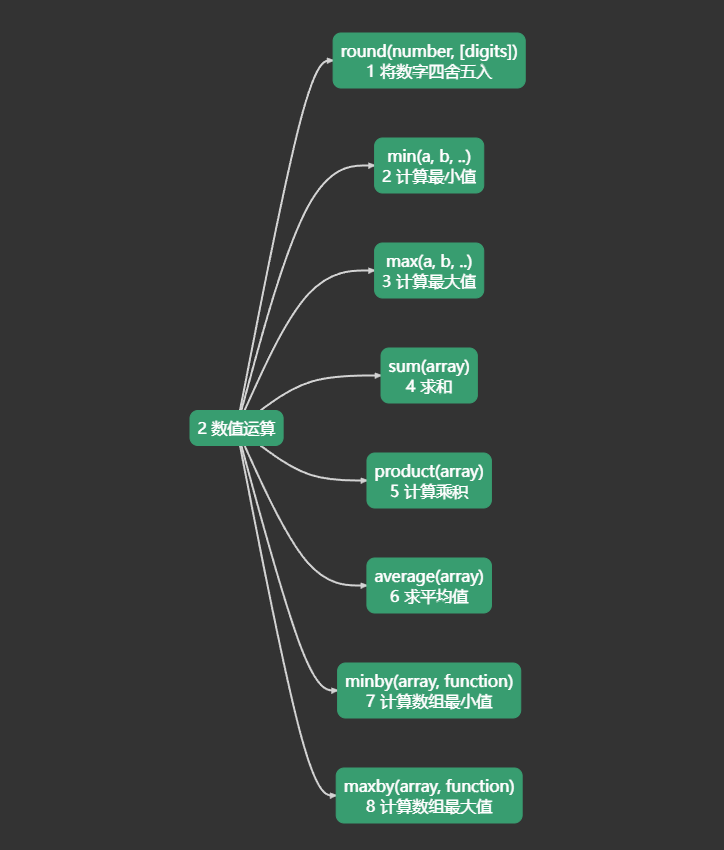 round(number, [digits])
1 将数字四舍五入
min(a, b, ..)
2 计算最小值
max(a, b, ..)
3 计算最大值
sum(array)
4 求和
2 数值运算
product(array)
5 计算乘积
average(array)
6 求平均值
minby(array, function)
7 计算数组最小值
maxby(array, function)
8 计算数组最大值